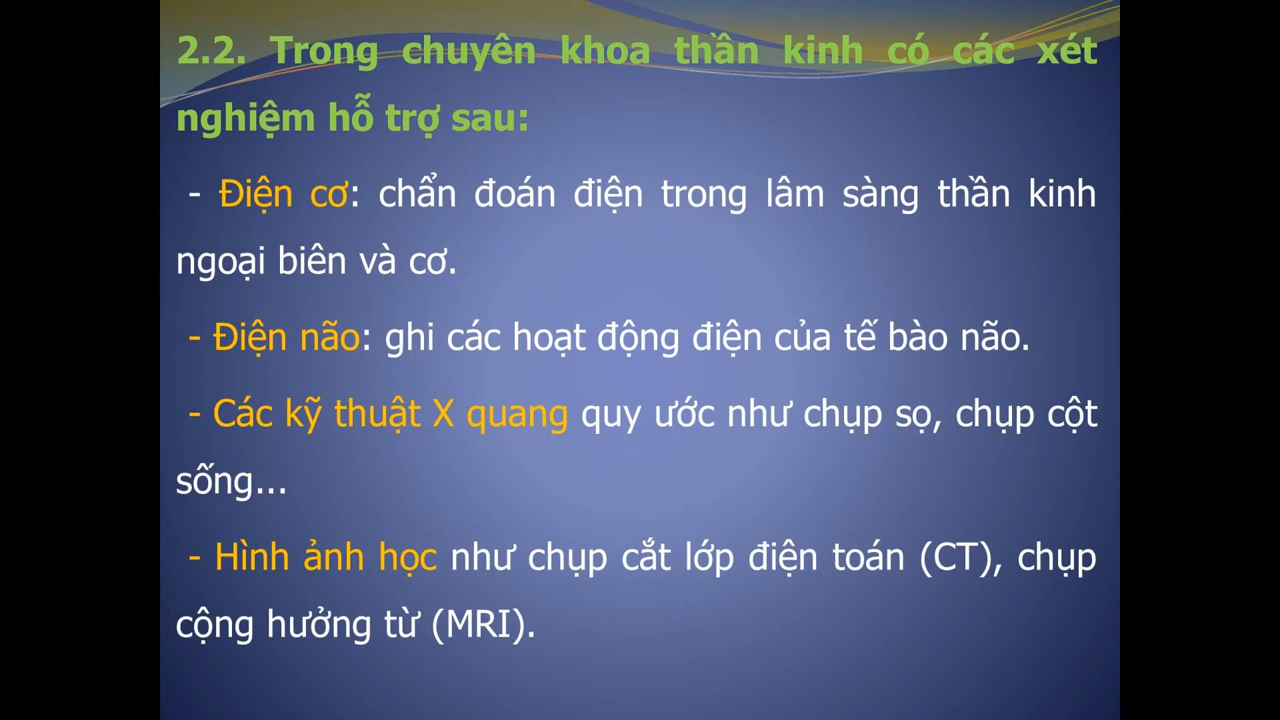 2.2. Trong chuyên khoa thần kinh có các xét
nghiệm hỗ trợ sau:
- Điện cơ: chẩn đoán điện trong lâm sàng thần kinh
ngoại biên và cơ.
- Điện não: ghi các hoạt động điện của tế bào não.
- Các kỹ thuật X quang quy ước như chụp sọ, chụp cột
sống...
- Hình ảnh học như chụp cắt lớp điện toán (CT), chụp
cộng hưởng từ (MRI).